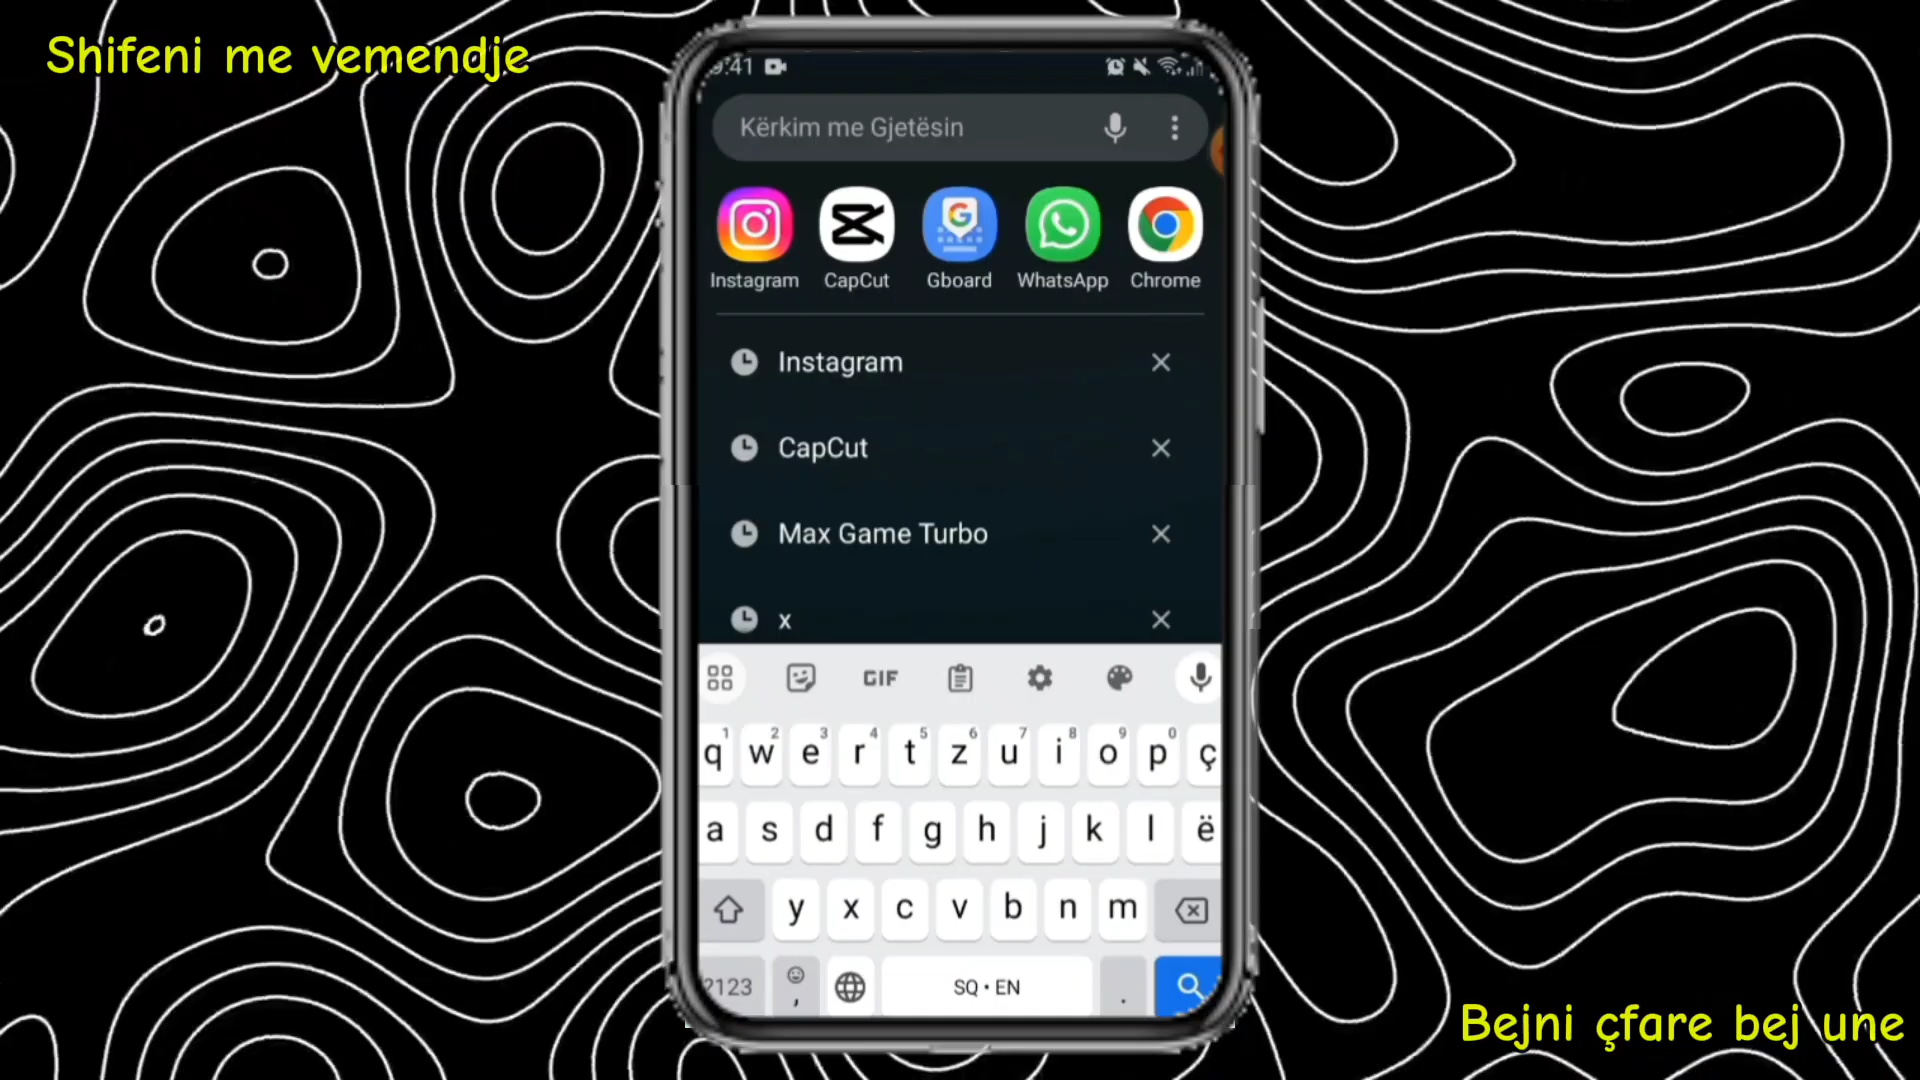 Shifeni me vemendje
9:41
Kërkim me Gjetësin
Instagram CapCut Gboard WhatsApp Chrome
Instagram
CapCut
Max Game Turbo
x
GIF
1 2 3 4 5 6 7 8 9 0
q w e r t z u i o p ç
a s d f g h j k l ë
y x c v b n m
?123 , SQ • EN .
Bejni çfare bej une